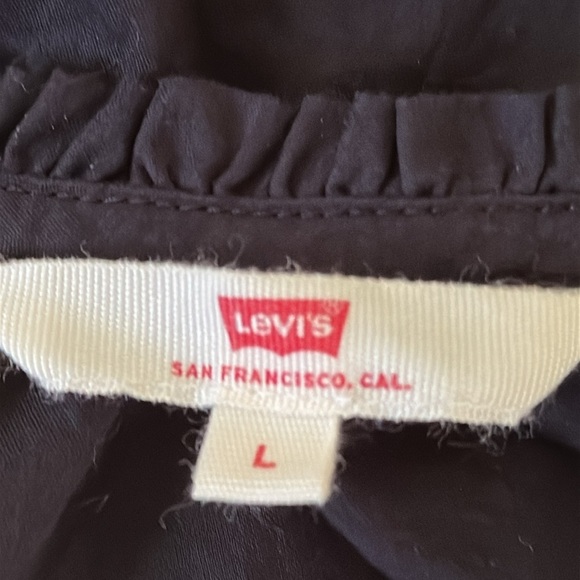 Levi's
SAN FRANCISCO, CAL.
L